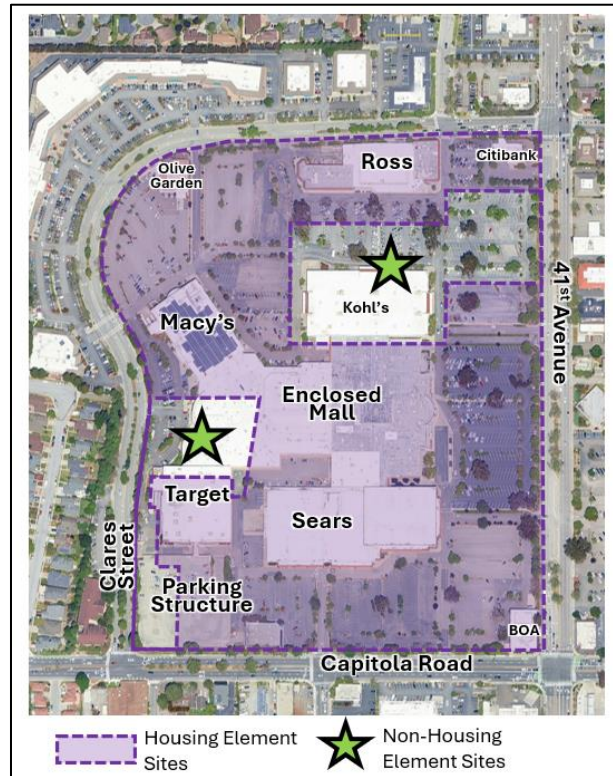 Ross
Citibank
Olive
Garden
Kohl's
41st Avenue
Macy's
Enclosed
Mall
Target
Sears
Clares
Street
Parking
Structure
BOA
Capitola Road
Housing Element
Sites
Non-Housing
Element Sites